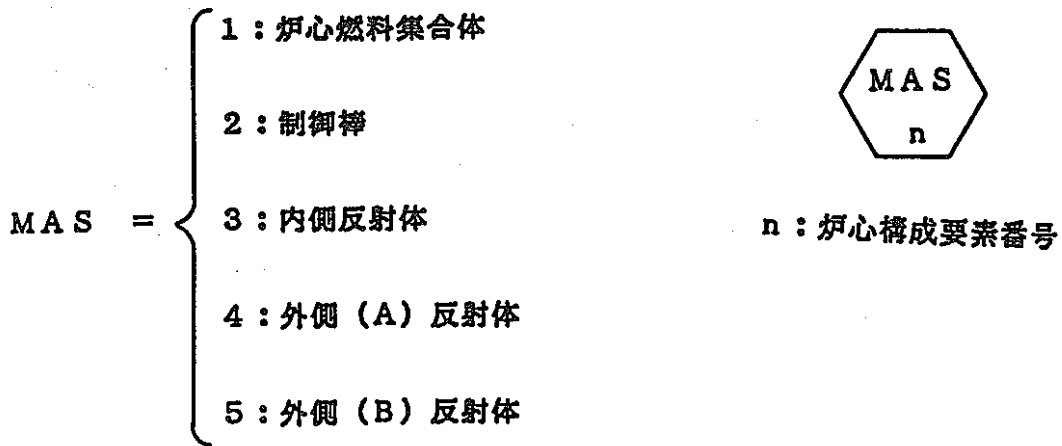 1：炉心燃料集合体
2：制御棒
MAS ＝
3：内側反射体
4：外側（A）反射体
5：外側（B）反射体
MAS
n
n：炉心構成要素番号